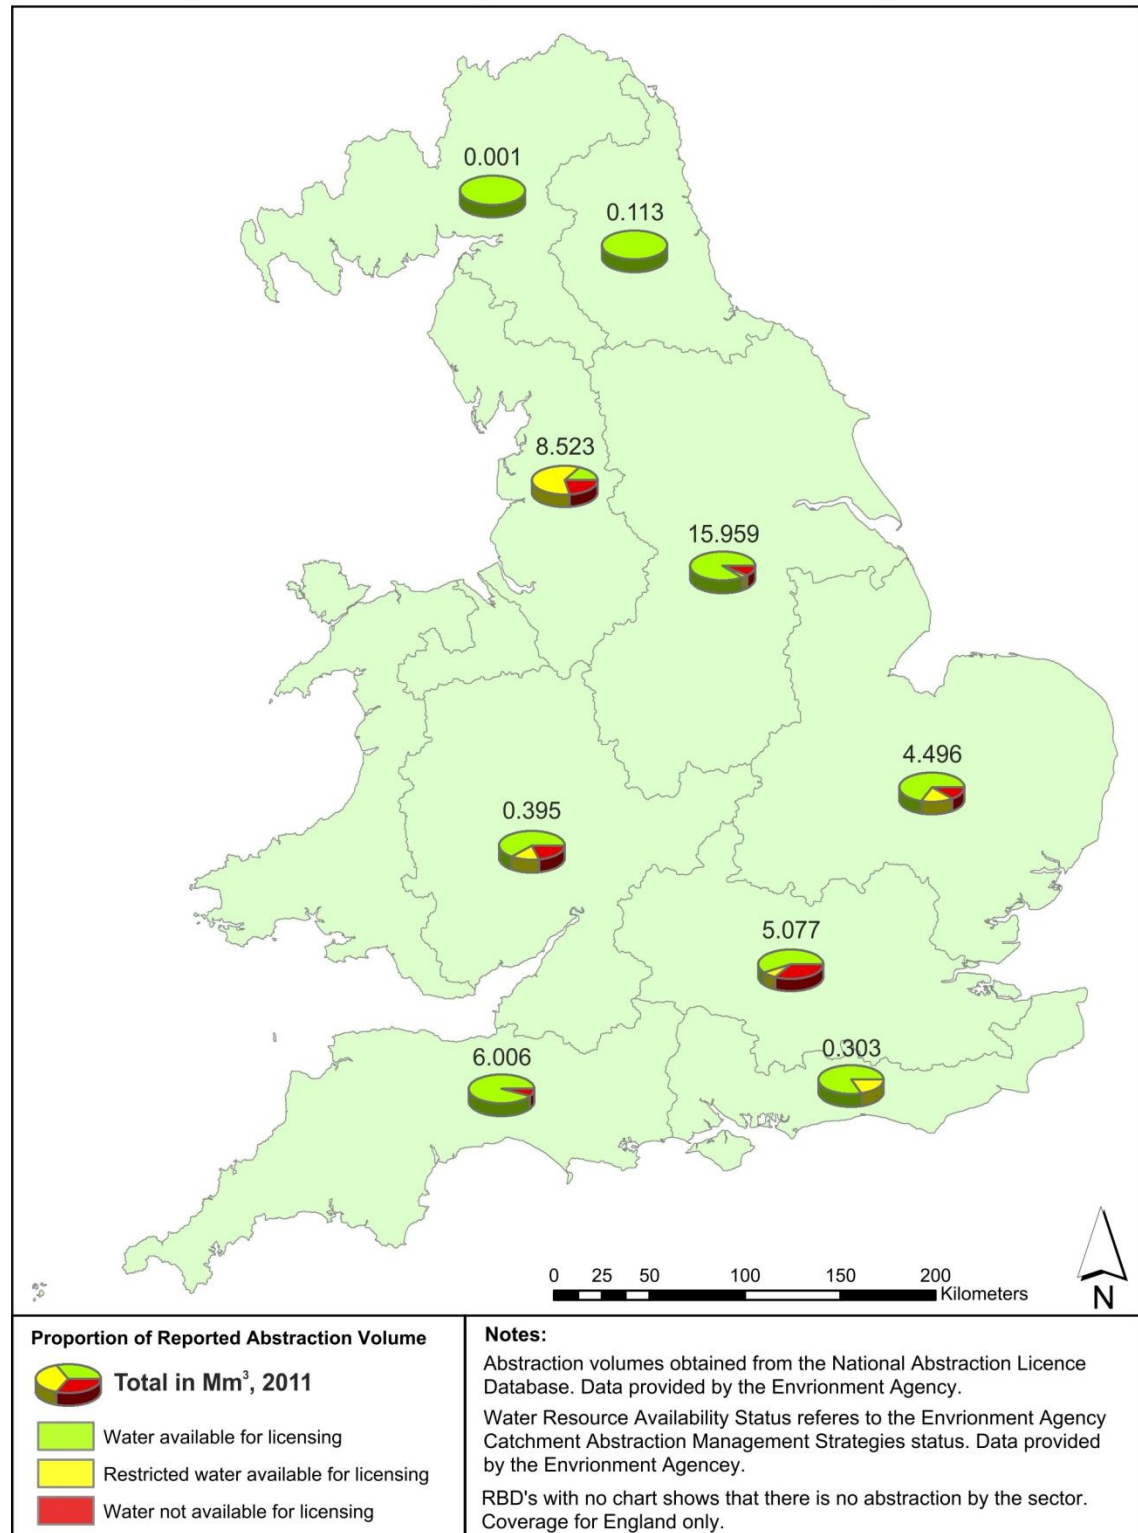 0.001
0.113
8.523
15.959
4.496
0.395
5.077
0.303
6.006
0 25 50 100 150 200
Kilometers
N
Proportion of Reported Abstraction Volume
Total in Mm³, 2011
Water available for licensing
Restricted water available for licensing
Water not available for licensing
Notes:
Abstraction volumes obtained from the National Abstraction Licence
Database. Data provided by the Envrionment Agency.
Water Resource Availability Status referes to the Envrionment Agency
Catchment Abstraction Management Strategies status. Data provided
by the Envrionment Agencey.
RBD's with no chart shows that there is no abstraction by the sector.
Coverage for England only.